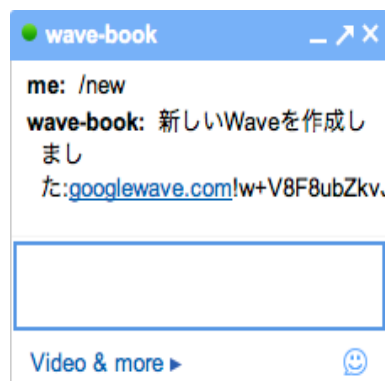 wave-book
me: /new
wave-book: 新しいWaveを作成し
まし
た:googlewave.com!w+V8F8ubZkv
Video & more ▸